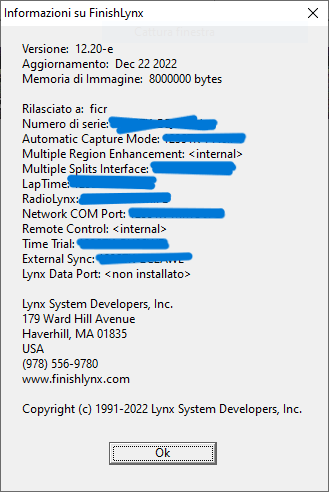 Informazioni su FinishLynx
Versione: 12.20-e
Aggiornamento: Dec 22 2022
Memoria di Immagine: 8000000 bytes
Rilasciato a: ficr
Numero di serie:
Automatic Capture Mode:
Multiple Region Enhancement: <internal>
Multiple Splits Interface:
LapTime:
RadioLynx:
Network COM Port:
Remote Control: <internal>
Time Trial:
External Sync:
Lynx Data Port: <non installato>
Lynx System Developers, Inc.
179 Ward Hill Avenue
Haverhill, MA 01835
USA
(978) 556-9780
www.finishlynx.com
Copyright (c) 1991-2022 Lynx System Developers, Inc.
Ok